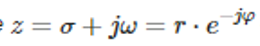 z = σ + jω = r · e^{-jφ}